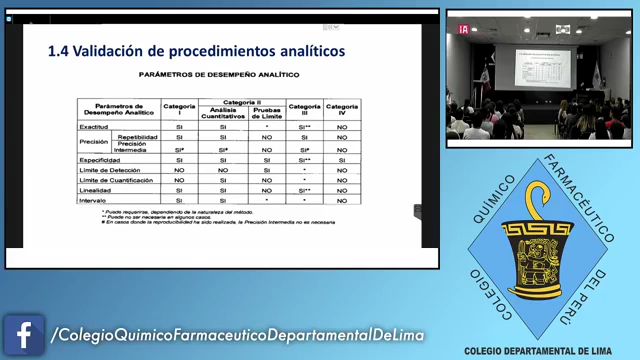 1.4 Validación de procedimientos analíticos
PARÁMETROS DE DESEMPEÑO ANALÍTICO
Parámetros de Desempeño Analítico | Categoría I | Categoría II | Categoría III | Categoría IV
Análisis Cuantitativos | Pruebas de Límite
Exactitud | SI | SI | * | SI** | NO
Precisión | Repetibilidad | SI | SI | NO | SI | NO
Precisión Intermedia | SI# | SI# | NO | SI# | NO
Especificidad | SI | SI | SI | SI** | SI
Límite de Detección | NO | NO | SI | * | NO
Límite de Cuantificación | NO | SI | NO | * | NO
Linealidad | SI | SI | NO | SI** | NO
Intervalo | SI | SI | * | * | NO
* Puede requerirse, dependiendo de la naturaleza del método.
** Puede no ser necesaria en algunos casos.
# En casos donde la reproducibilidad ha sido realizada, la Precisión Intermedia no es necesaria
COLEGIO QUÍMICO FARMACÉUTICO DEL PERÚ
COLEGIO DEPARTAMENTAL DE LIMA
f /ColegioQuimicoFarmaceuticoDepartamentalDeLima